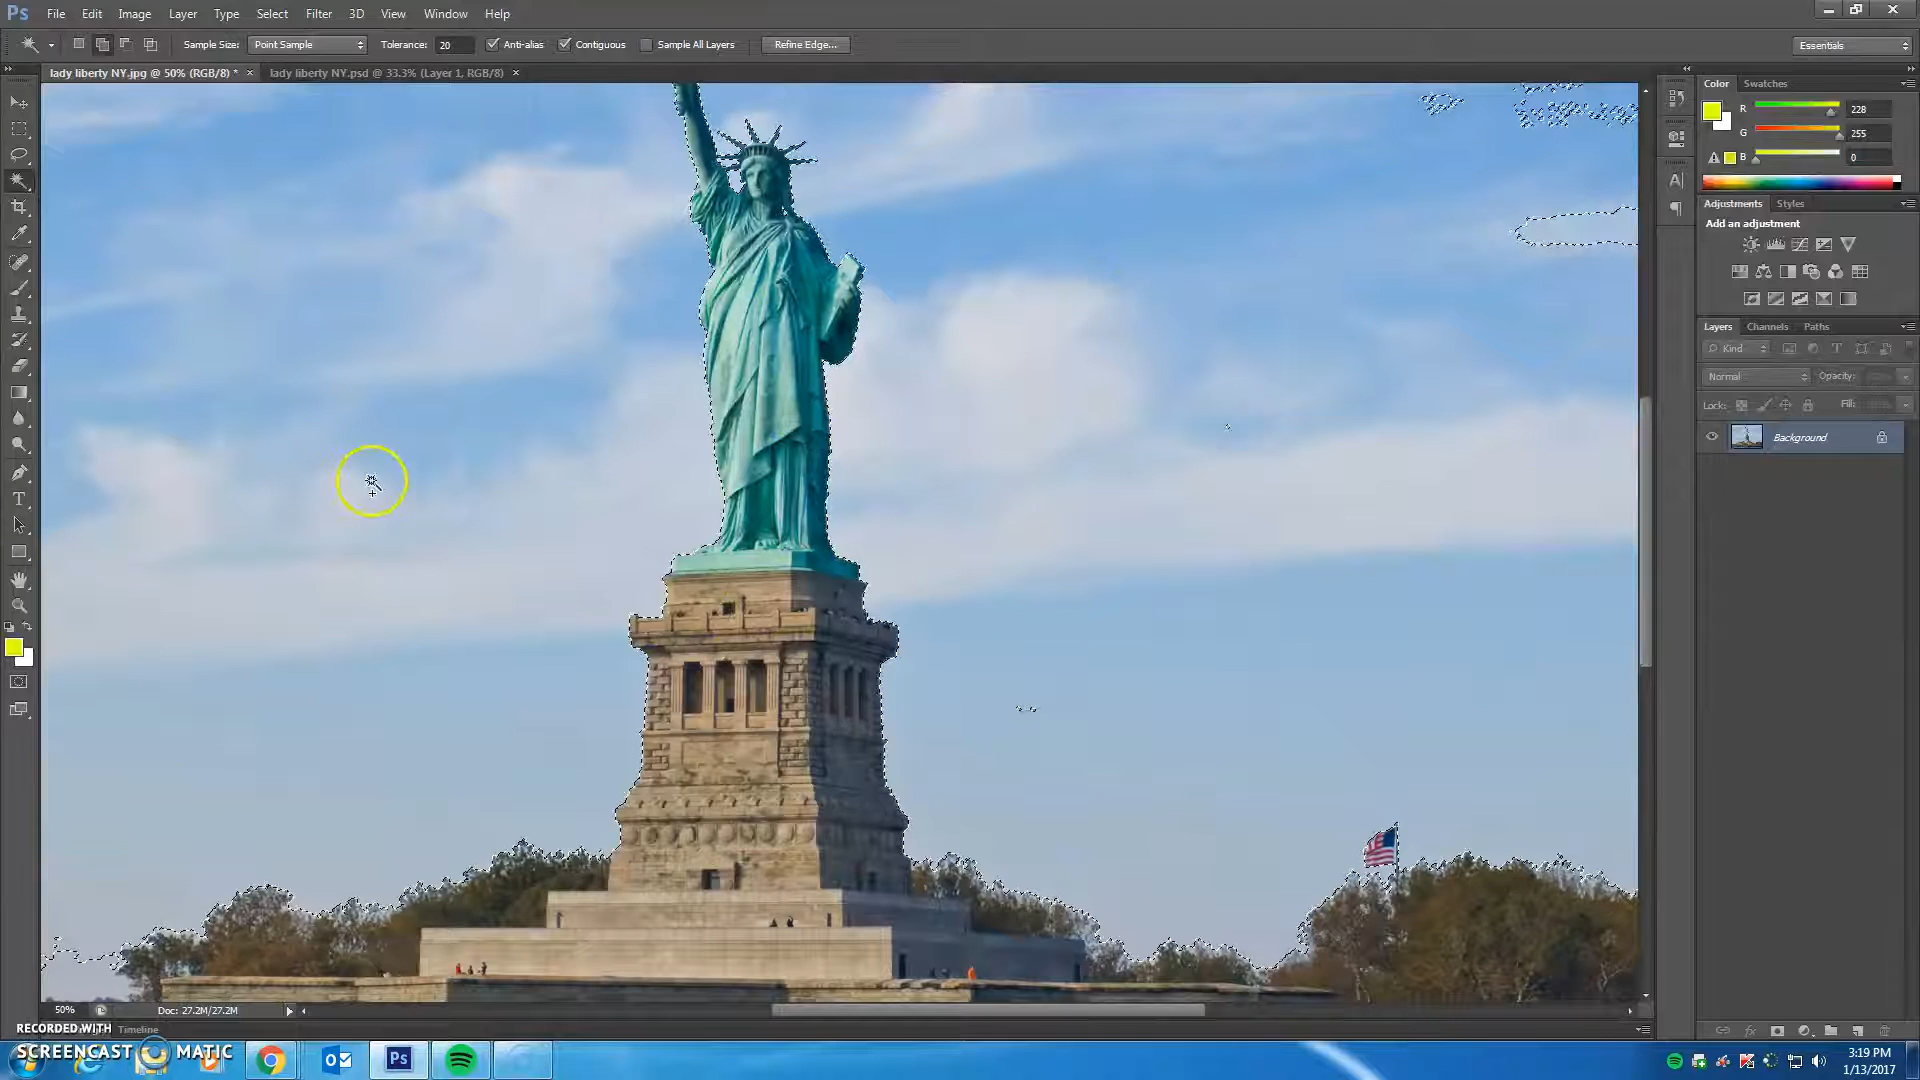 Ps File Edit Image Layer Type Select Filter 3D View Window Help
Sample Size: Point Sample Tolerance: 20 Anti-alias Contiguous Sample All Layers Refine Edge... Essentials
lady liberty NY.jpg @ 50% (RGB/8) * × lady liberty NY.psd @ 33.3% (Layer 1, RGB/8) ×
Color Swatches
R 228
G 255
B 0
Adjustments Styles
Add an adjustment
Layers Channels Paths
Kind
Normal Opacity:
Lock: Fill:
Background
50% Doc: 27.2M/27.2M
RECORDED WITH Timeline
SCREENCAST MATIC
Ps
3:19 PM
1/13/2017